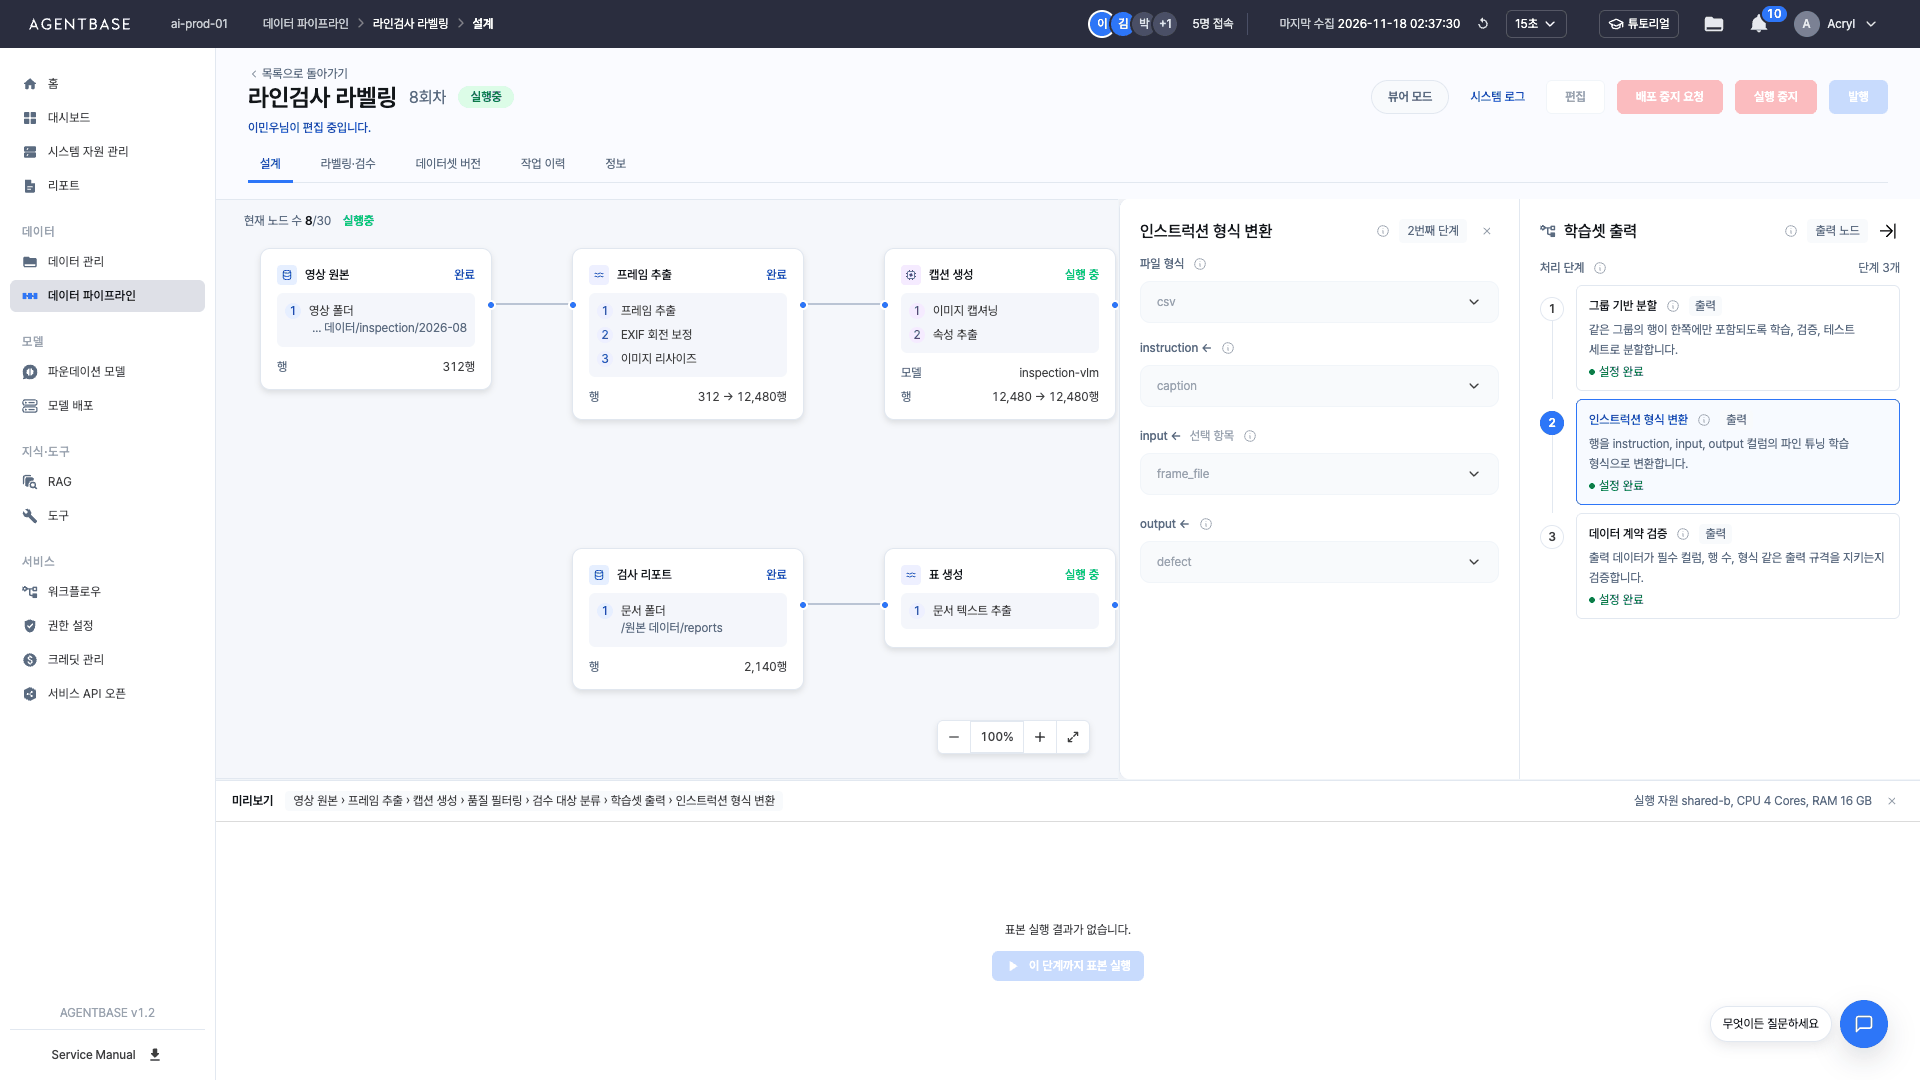 AGENTBASE
ai-prod-01
데이터 파이프라인
라인검사 라벨링
설계
이 김 박 +1
5명 접속
마지막 수집 2026-11-18 02:37:30
15초
튜토리얼
10
A
Acryl
홈
대시보드
시스템 자원 관리
리포트
데이터
데이터 관리
데이터 파이프라인
모델
파운데이션 모델
모델 배포
지식·도구
RAG
도구
서비스
워크플로우
권한 설정
크레딧 관리
서비스 API 오픈
AGENTBASE v1.2
Service Manual
목록으로 돌아가기
라인검사 라벨링 8회차 실행중
이민우님이 편집 중입니다.
뷰어 모드
시스템 로그
편집
배포 중지 요청
실행 중지
발행
설계
라벨링·검수
데이터셋 버전
작업 이력
정보
현재 노드 수 8/30 실행중
영상 원본 완료
1 영상 폴더
... 데이터/inspection/2026-08
행 312행
프레임 추출 완료
1 프레임 추출
2 EXIF 회전 보정
3 이미지 리사이즈
행 312 → 12,480행
캡션 생성 실행 중
1 이미지 캡셔닝
2 속성 추출
모델 inspection-vlm
행 12,480 → 12,480행
검사 리포트 완료
1 문서 폴더
/원본 데이터/reports
행 2,140행
표 생성 실행 중
1 문서 텍스트 추출
100%
인스트럭션 형식 변환
2번째 단계
파일 형식
csv
instruction ←
caption
input ← 선택 항목
frame_file
output ←
defect
학습셋 출력
출력 노드
처리 단계
단계 3개
1
그룹 기반 분할 출력
같은 그룹의 행이 한쪽에만 포함되도록 학습, 검증, 테스트
세트로 분할합니다.
설정 완료
2
인스트럭션 형식 변환 출력
행을 instruction, input, output 컬럼의 파인 튜닝 학습
형식으로 변환합니다.
설정 완료
3
데이터 계약 검증 출력
출력 데이터가 필수 컬럼, 행 수, 형식 같은 출력 규격을 지키는지
검증합니다.
설정 완료
미리보기
영상 원본 › 프레임 추출 › 캡션 생성 › 품질 필터링 › 검수 대상 분류 › 학습셋 출력 › 인스트럭션 형식 변환
실행 자원 shared-b, CPU 4 Cores, RAM 16 GB
표본 실행 결과가 없습니다.
이 단계까지 표본 실행
무엇이든 질문하세요